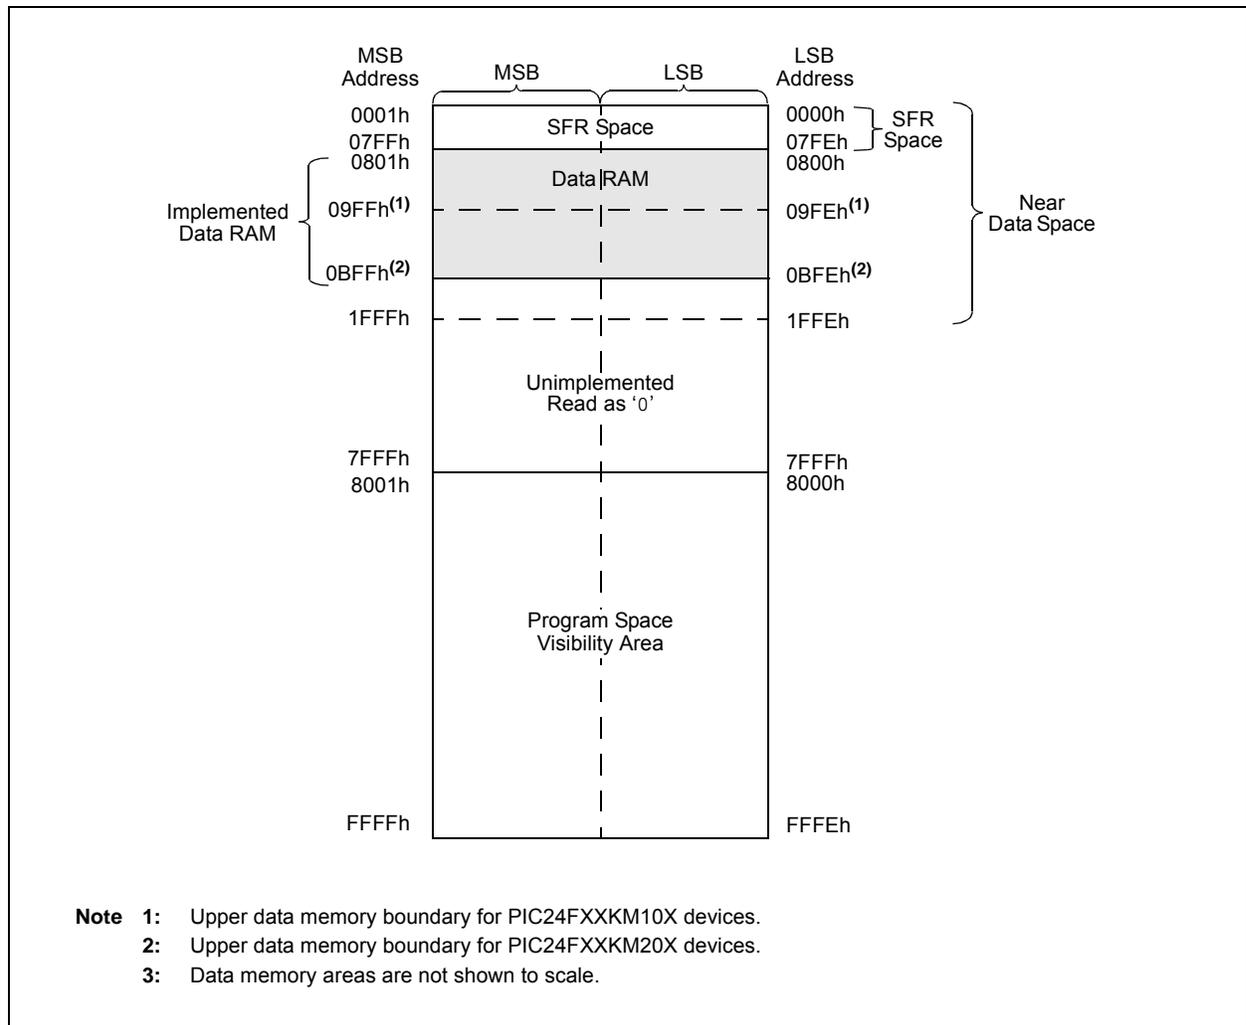 MSB
Address
MSB
LSB
LSB
Address
0001h
SFR Space
0000h
SFR
Space
07FFh
07FEh
0801h
0800h
Data RAM
Implemented
Data RAM
09FFh(1)
09FEh(1)
Near
Data Space
0BFFh(2)
0BFEh(2)
1FFFh
1FFEh
Unimplemented
Read as ‘0’
7FFFh
7FFFh
8001h
8000h
Program Space
Visibility Area
FFFFh
FFFEh
Note 1: Upper data memory boundary for PIC24FXXKM10X devices.
2: Upper data memory boundary for PIC24FXXKM20X devices.
3: Data memory areas are not shown to scale.